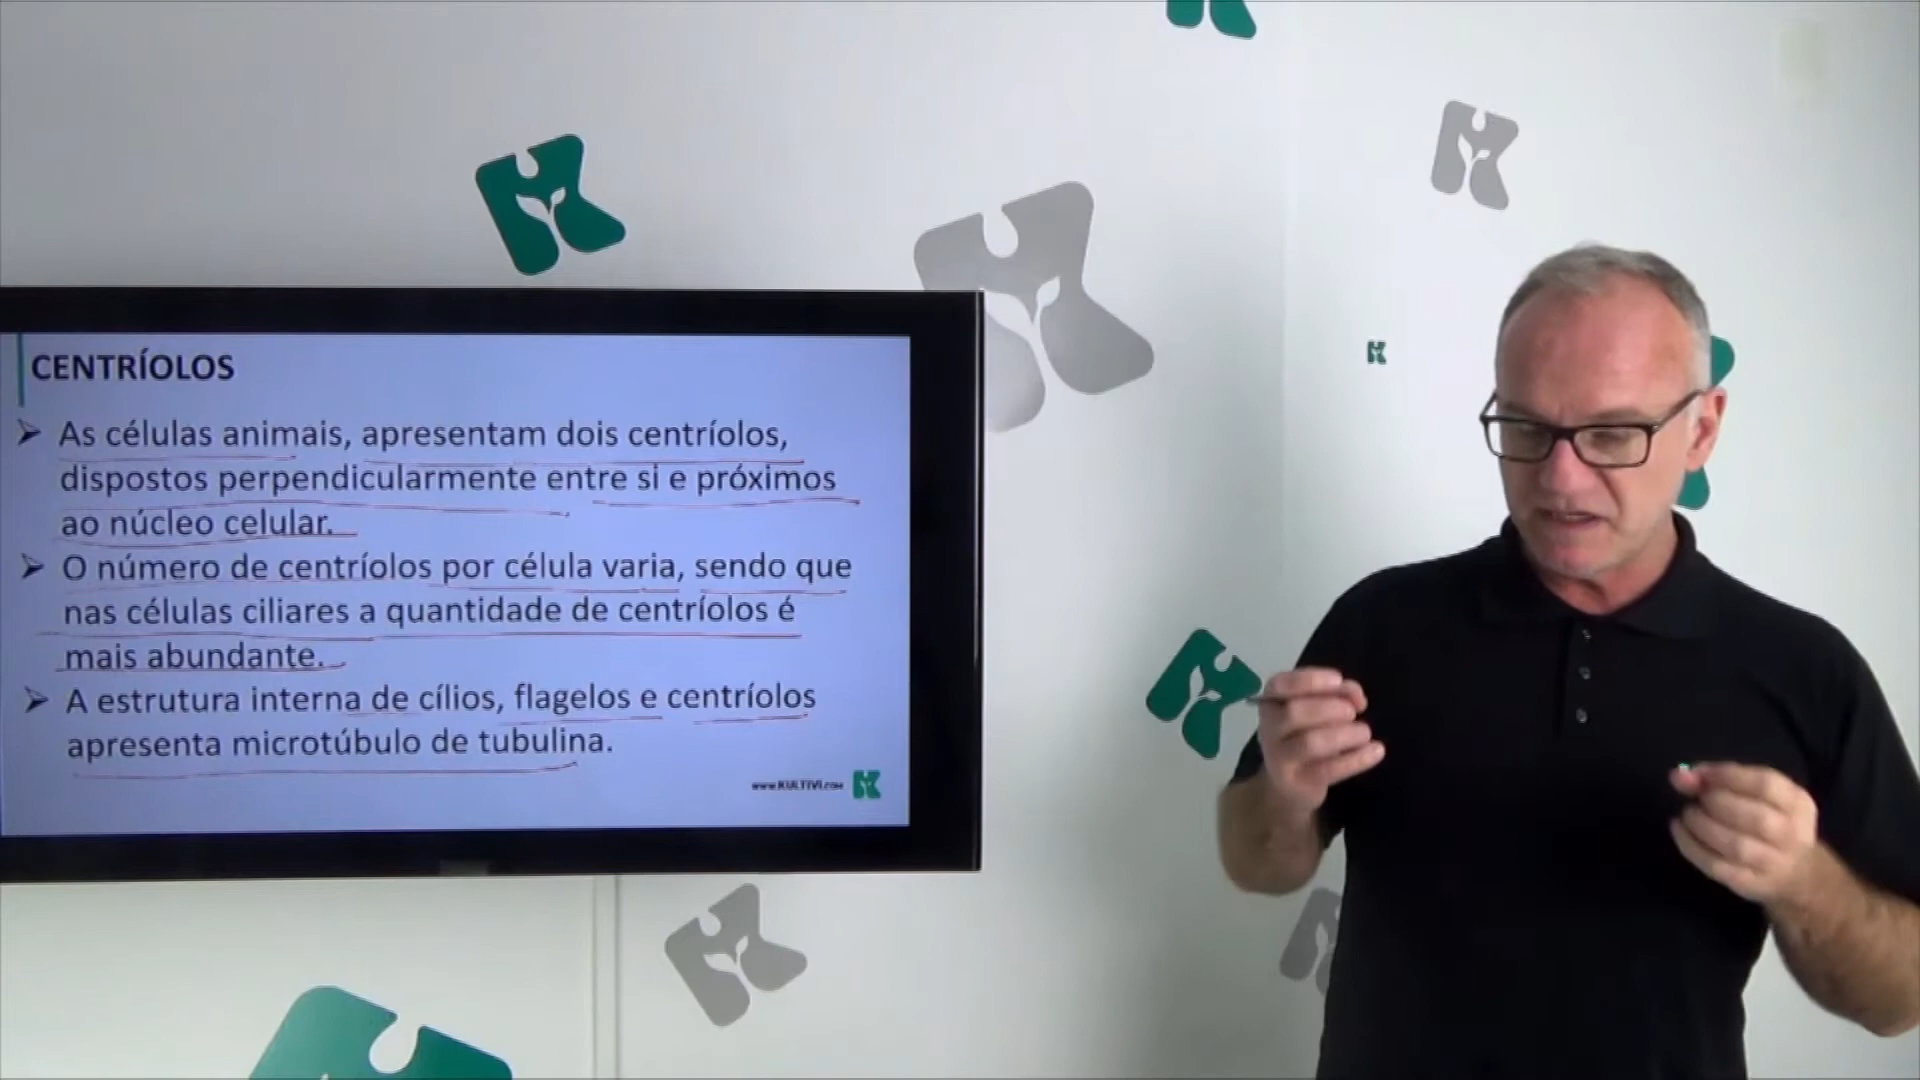 CENTRÍOLOS
As células animais, apresentam dois centríolos,
dispostos perpendicularmente entre si e próximos
ao núcleo celular.
O número de centríolos por célula varia, sendo que
nas células ciliares a quantidade de centríolos é
mais abundante.
A estrutura interna de cílios, flagelos e centríolos
apresenta microtúbulo de tubulina.
www.KULTIVI.com